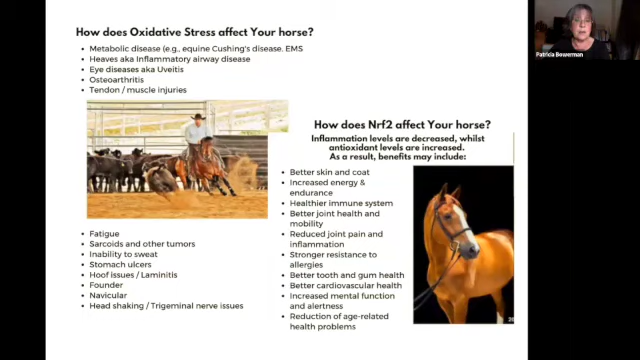 How does Oxidative Stress affect Your horse?
Metabolic disease (e.g., equine Cushing's disease. EMS
Heaves aka Inflammatory airway disease
Eye diseases aka Uveitis
Osteoarthritis
Tendon / muscle injuries
Fatigue
Sarcoids and other tumors
Inability to sweat
Stomach ulcers
Hoof issues / Laminitis
Founder
Navicular
Head shaking / Trigeminal nerve issues
How does Nrf2 affect Your horse?
Inflammation levels are decreased, whilst
antioxidant levels are increased.
As a result, benefits may include:
Better skin and coat
Increased energy &
endurance
Healthier immune system
Better joint health and
mobility
Reduced joint pain and
inflammation
Stronger resistance to
allergies
Better tooth and gum health
Better cardiovascular health
Increased mental function
and alertness
Reduction of age-related
health problems
Patricia Bowerman